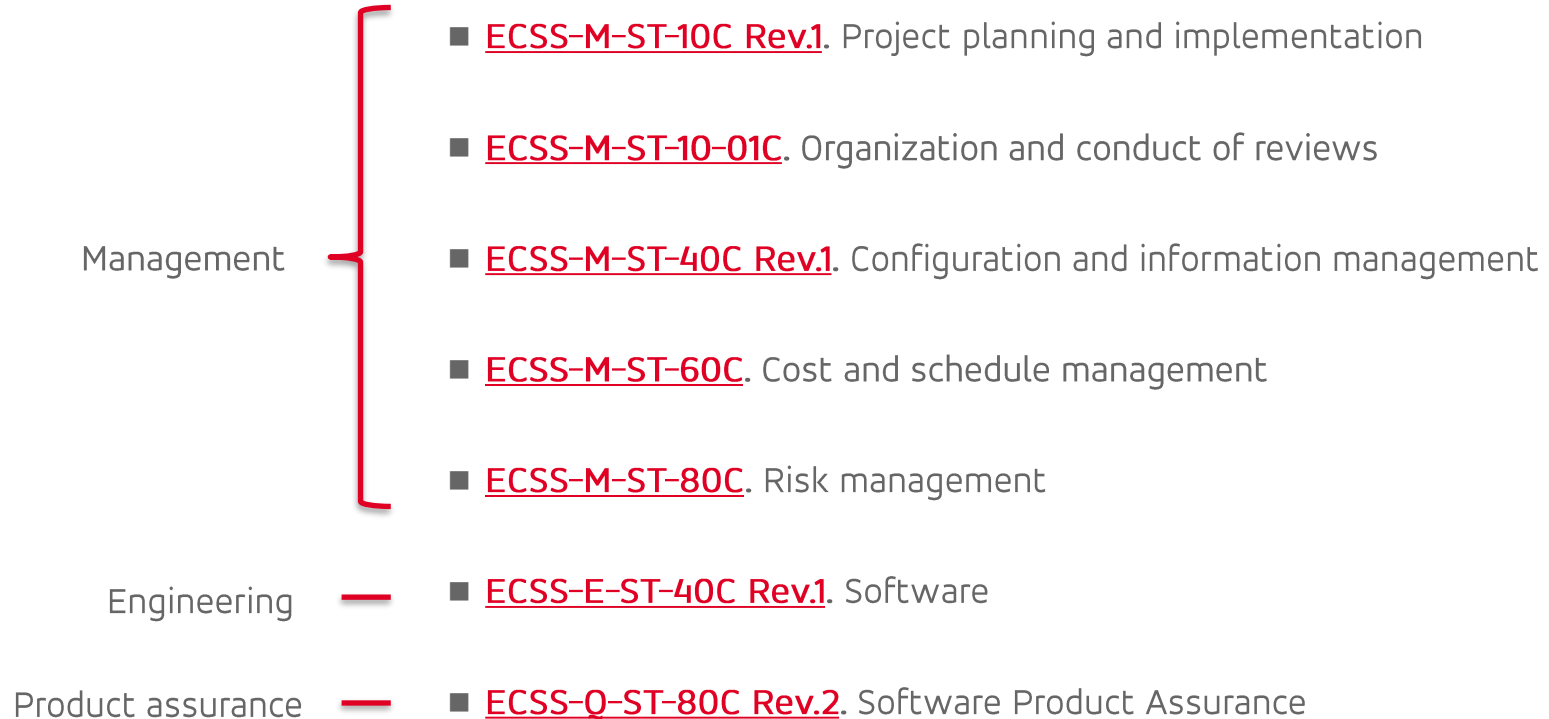 ECSS-M-ST-10C Rev.1. Project planning and implementation
ECSS-M-ST-10-01C. Organization and conduct of reviews
Management
ECSS-M-ST-40C Rev.1. Configuration and information management
ECSS-M-ST-60C. Cost and schedule management
ECSS-M-ST-80C. Risk management
Engineering
ECSS-E-ST-40C Rev.1. Software
Product assurance
ECSS-Q-ST-80C Rev.2. Software Product Assurance